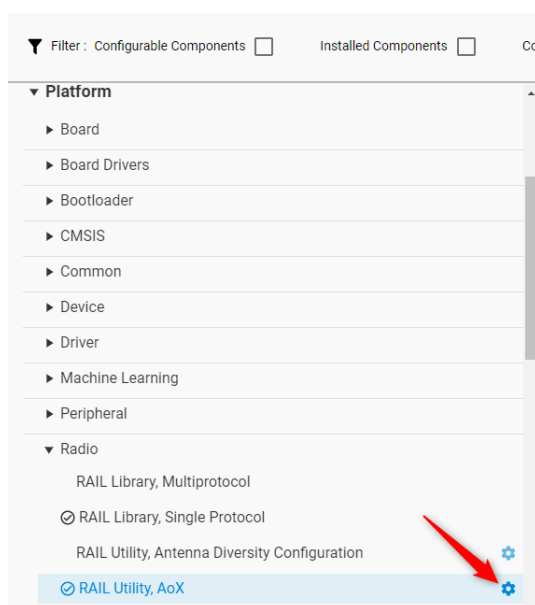 Filter : Configurable Components Installed Components Co
Platform
Board
Board Drivers
Bootloader
CMSIS
Common
Device
Driver
Machine Learning
Peripheral
Radio
RAIL Library, Multiprotocol
RAIL Library, Single Protocol
RAIL Utility, Antenna Diversity Configuration
RAIL Utility, AoX